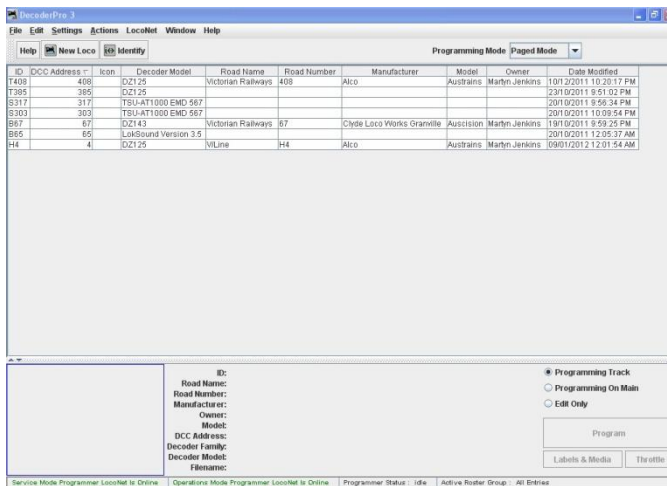 DecoderPro 3
File Edit Settings Actions LocoNet Window Help
Help New Loco Identify Programming Mode Paged Mode
ID DCC Address Icon Decoder Model Road Name Road Number Manufacturer Model Owner Date Modified
T408 408 DZ125 Victorian Railways 408 Alco Austrains Martyn Jenkins 10/12/2011 10:20:17 PM
T385 385 DZ125 23/10/2011 9:51:02 PM
S317 317 TSU-AT1000 EMD 567 20/10/2011 9:56:34 PM
S303 303 TSU-AT1000 EMD 567 20/10/2011 10:09:54 PM
B67 67 DZ143 Victorian Railways 67 Clyde Loco Works Granville Auscision Martyn Jenkins 19/10/2011 9:59:25 PM
B65 65 LokSound Version 3.5 20/10/2011 12:05:37 AM
H4 4 DZ125 V/Line H4 Alco Austrains Martyn Jenkins 09/01/2012 12:01:54 AM
ID:
Road Name:
Road Number:
Manufacturer:
Owner:
Model:
DCC Address:
Decoder Family:
Decoder Model:
Filename:
Programming Track
Programming On Main
Edit Only
Program
Labels & Media Throttle
Service Mode Programmer LocoNet Is Online Operations Mode Programmer LocoNet Is Online Programmer Status : idle Active Roster Group : All Entries